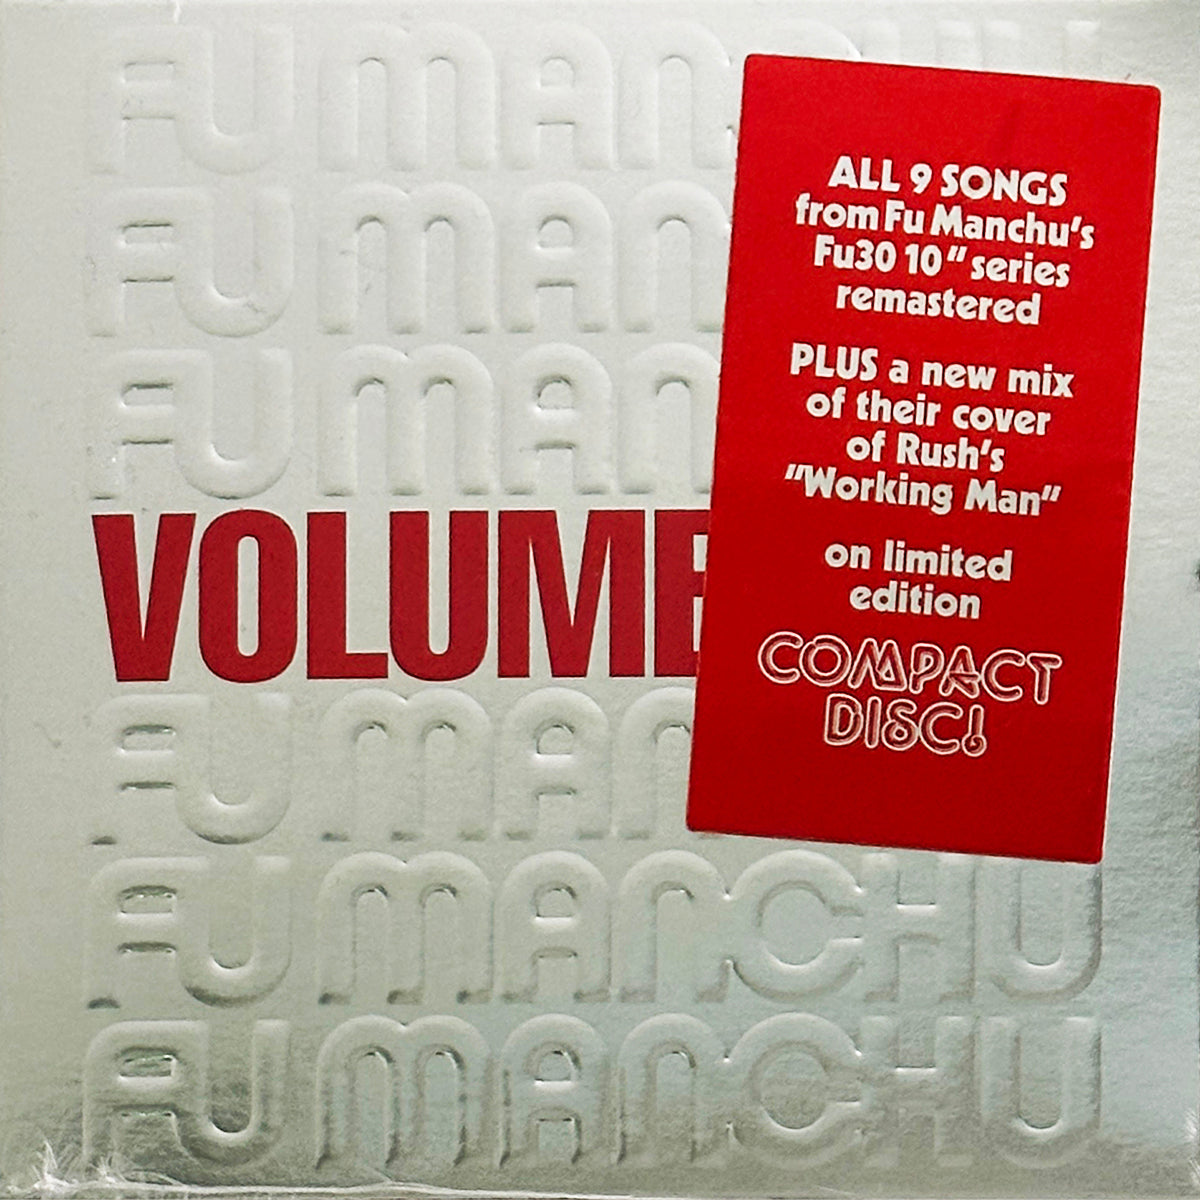 FU MANCHU
FU MAN
FU MAN
VOLUME
FU MAN
FU MANCHU
FU MANCHU
ALL 9 SONGS
from Fu Manchu's
Fu30 10" series
remastered
PLUS a new mix
of their cover
of Rush's
"Working Man"
on limited
edition
COMPACT
DISC!